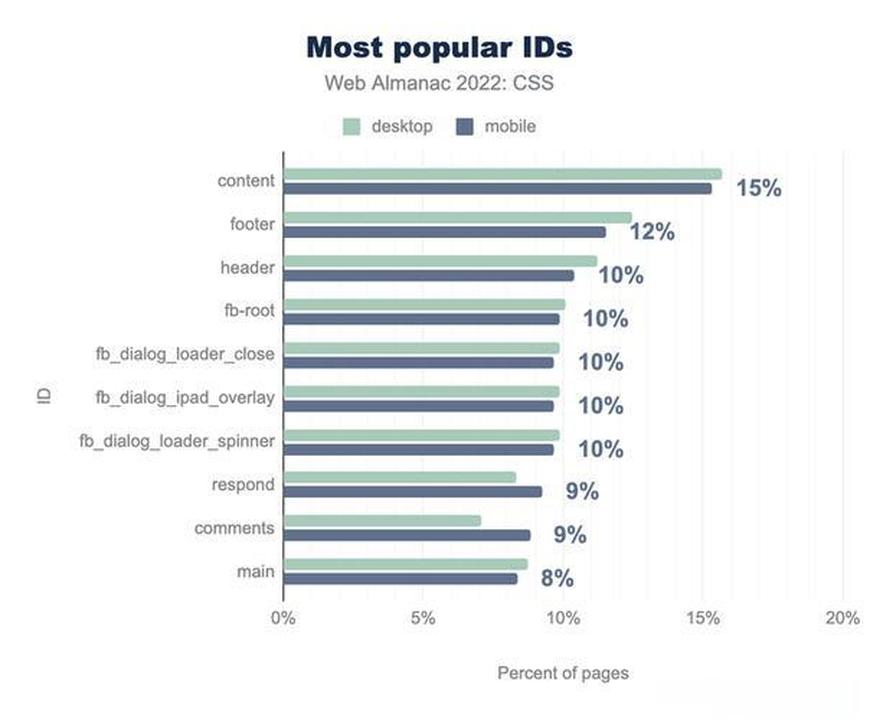 Most popular IDs
Web Almanac 2022: CSS
desktop mobile
content 15%
footer 12%
header 10%
fb-root 10%
fb_dialog_loader_close 10%
ID
fb_dialog_ipad_overlay 10%
fb_dialog_loader_spinner 10%
respond 9%
comments 9%
main 8%
0% 5% 10% 15% 20%
Percent of pages